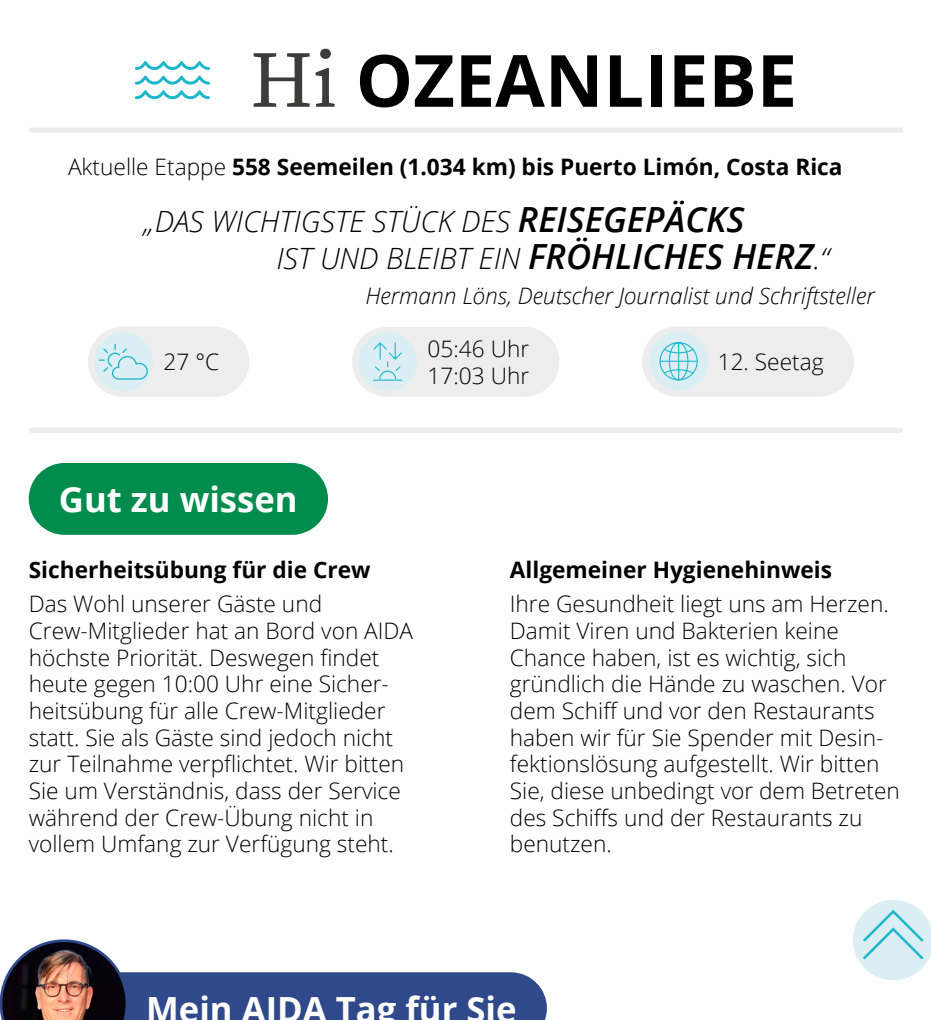 Hi OZEANLIEBE
Aktuelle Etappe 558 Seemeilen (1.034 km) bis Puerto Limón, Costa Rica
„DAS WICHTIGSTE STÜCK DES REISEGEPÄCKS
IST UND BLEIBT EIN FRÖHLICHES HERZ.“
Hermann Löns, Deutscher Journalist und Schriftsteller
27 °C
05:46 Uhr
17:03 Uhr
12. Seetag
Gut zu wissen
Sicherheitsübung für die Crew
Das Wohl unserer Gäste und
Crew-Mitglieder hat an Bord von AIDA
höchste Priorität. Deswegen findet
heute gegen 10:00 Uhr eine Sicher-
heitsübung für alle Crew-Mitglieder
statt. Sie als Gäste sind jedoch nicht
zur Teilnahme verpflichtet. Wir bitten
Sie um Verständnis, dass der Service
während der Crew-Übung nicht in
vollem Umfang zur Verfügung steht.
Allgemeiner Hygienehinweis
Ihre Gesundheit liegt uns am Herzen.
Damit Viren und Bakterien keine
Chance haben, ist es wichtig, sich
gründlich die Hände zu waschen. Vor
dem Schiff und vor den Restaurants
haben wir für Sie Spender mit Desin-
fektionslösung aufgestellt. Wir bitten
Sie, diese unbedingt vor dem Betreten
des Schiffs und der Restaurants zu
benutzen.
Mein AIDA Tag für Sie